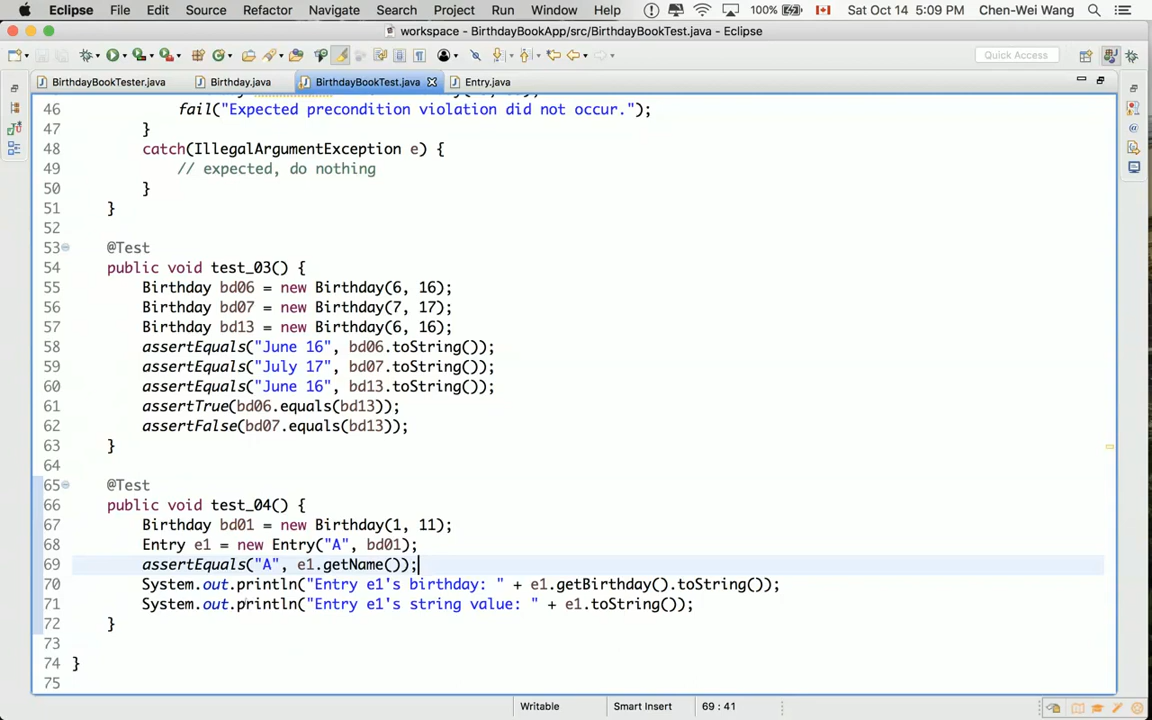 Eclipse File Edit Source Refactor Navigate Search Project Run Window Help 100% Sat Oct 14 5:09 PM Chen-Wei Wang
workspace - BirthdayBookApp/src/BirthdayBookTest.java - Eclipse
Quick Access
BirthdayBookTester.java Birthday.java BirthdayBookTest.java Entry.java
46 fail("Expected precondition violation did not occur.");
47 }
48 catch(IllegalArgumentException e) {
49 // expected, do nothing
50 }
51 }
52
53 @Test
54 public void test_03() {
55 Birthday bd06 = new Birthday(6, 16);
56 Birthday bd07 = new Birthday(7, 17);
57 Birthday bd13 = new Birthday(6, 16);
58 assertEquals("June 16", bd06.toString());
59 assertEquals("July 17", bd07.toString());
60 assertEquals("June 16", bd13.toString());
61 assertTrue(bd06.equals(bd13));
62 assertFalse(bd07.equals(bd13));
63 }
64
65 @Test
66 public void test_04() {
67 Birthday bd01 = new Birthday(1, 11);
68 Entry e1 = new Entry("A", bd01);
69 assertEquals("A", e1.getName());
70 System.out.println("Entry e1's birthday: " + e1.getBirthday().toString());
71 System.out.println("Entry e1's string value: " + e1.toString());
72 }
73
74 }
75
Writable Smart Insert 69 : 41